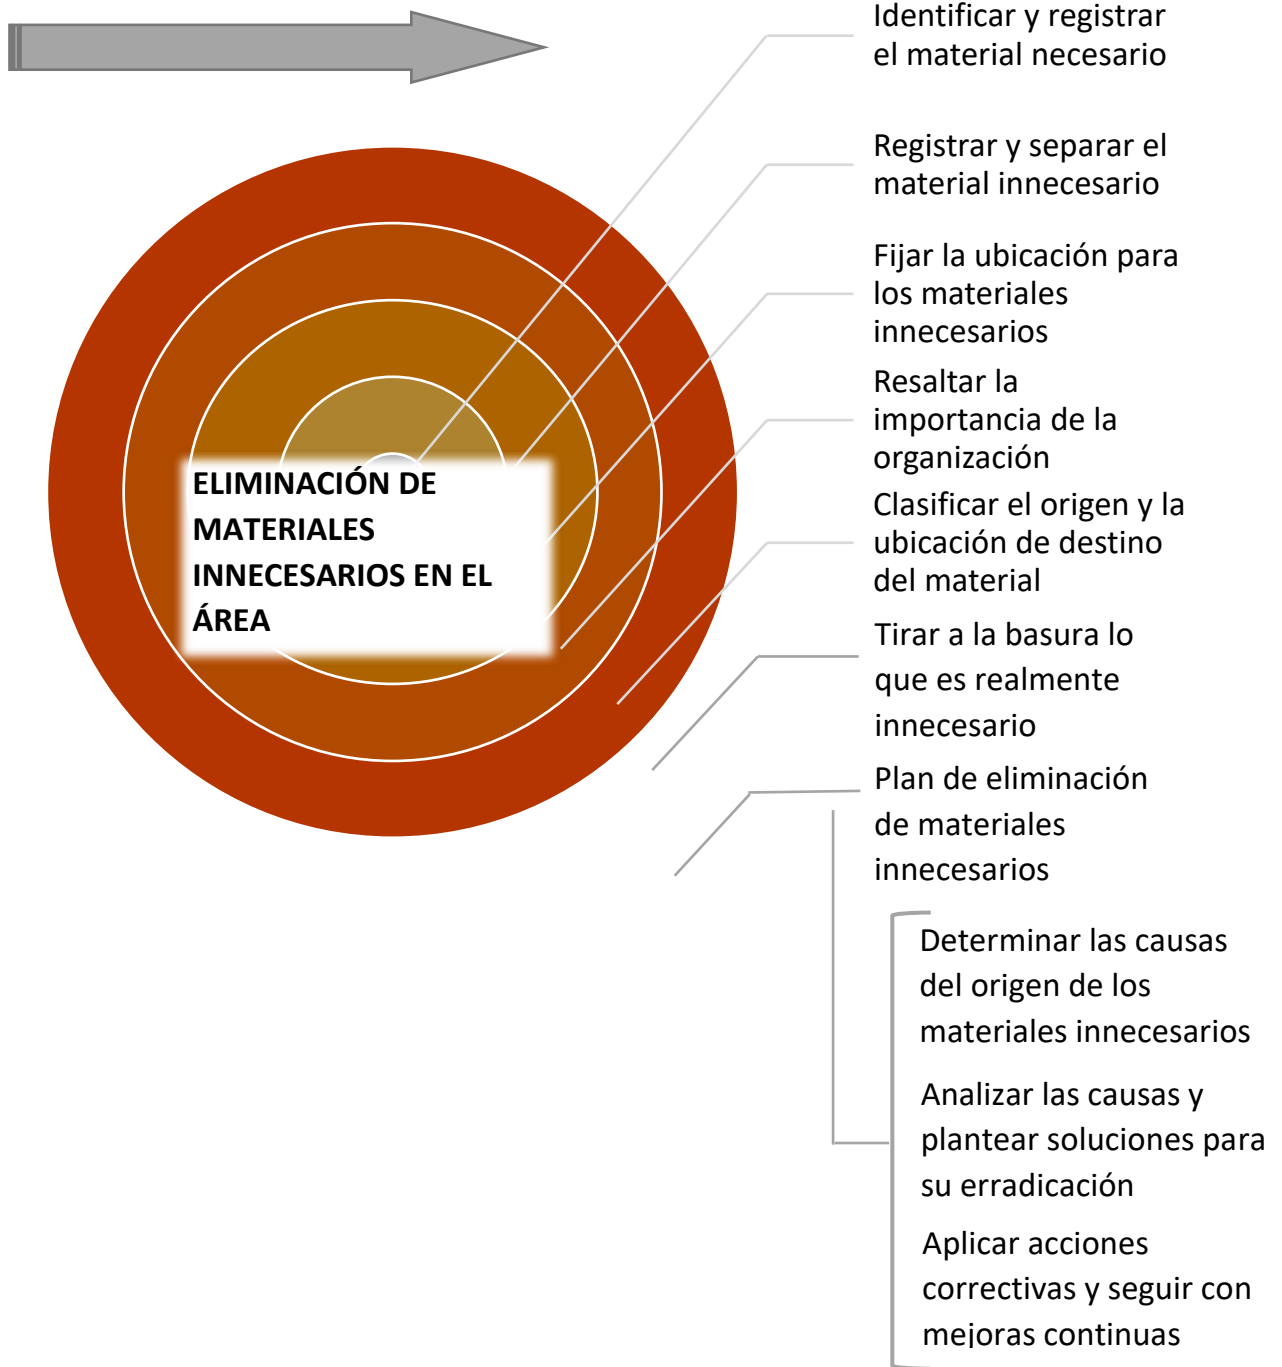 Identificar y registrar
el material necesario
Registrar y separar el
material innecesario
Fijar la ubicación para
los materiales
innecesarios
Resaltar la
importancia de la
organización
Clasificar el origen y la
ubicación de destino
del material
Tirar a la basura lo
que es realmente
innecesario
Plan de eliminación
de materiales
innecesarios
Determinar las causas
del origen de los
materiales innecesarios
Analizar las causas y
plantear soluciones para
su erradicación
Aplicar acciones
correctivas y seguir con
mejoras continuas
ELIMINACIÓN DE
MATERIALES
INNECESARIOS EN EL
ÁREA